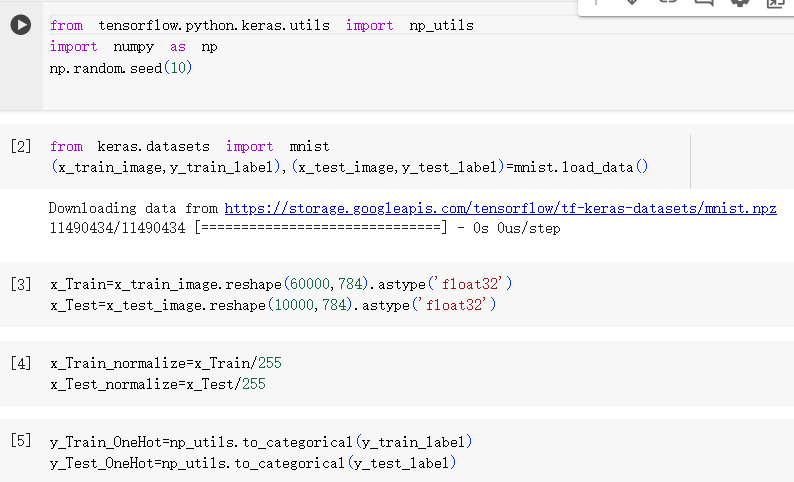 from tensorflow.python.keras.utils import np_utils
import numpy as np
np.random.seed(10)
[2] from keras.datasets import mnist
(x_train_image,y_train_label),(x_test_image,y_test_label)=mnist.load_data()
Downloading data from https://storage.googleapis.com/tensorflow/tf-keras-datasets/mnist.npz
11490434/11490434 [==============================] - 0s 0us/step
[3] x_Train=x_train_image.reshape(60000,784).astype('float32')
x_Test=x_test_image.reshape(10000,784).astype('float32')
[4] x_Train_normalize=x_Train/255
x_Test_normalize=x_Test/255
[5] y_Train_OneHot=np_utils.to_categorical(y_train_label)
y_Test_OneHot=np_utils.to_categorical(y_test_label)